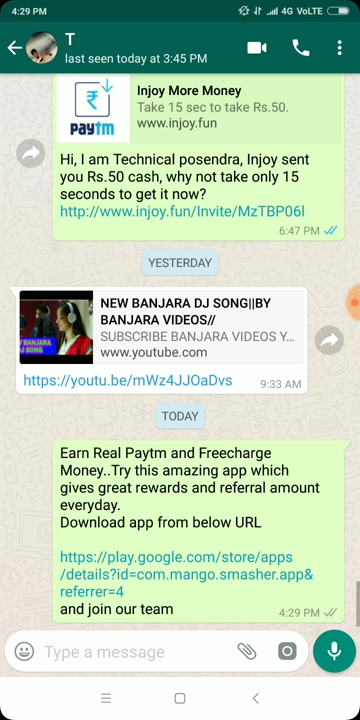 4:29 PM
4G VoLTE
T
last seen today at 3:45 PM
Injoy More Money
Take 15 sec to take Rs.50.
www.injoy.fun
paytm
Hi, I am Technical posendra, Injoy sent
you Rs.50 cash, why not take only 15
seconds to get it now?
http://www.injoy.fun/Invite/MzTBP06l
6:47 PM
YESTERDAY
NEW BANJARA DJ SONG||BY
BANJARA VIDEOS//
SUBSCRIBE BANJARA VIDEOS Y...
www.youtube.com
BANJARA
DJ SONG
https://youtu.be/mWz4JJOaDvs
9:33 AM
TODAY
Earn Real Paytm and Freecharge
Money..Try this amazing app which
gives great rewards and referral amount
everyday.
Download app from below URL
https://play.google.com/store/apps
/details?id=com.mango.smasher.app&
referrer=4
and join our team
4:29 PM
Type a message